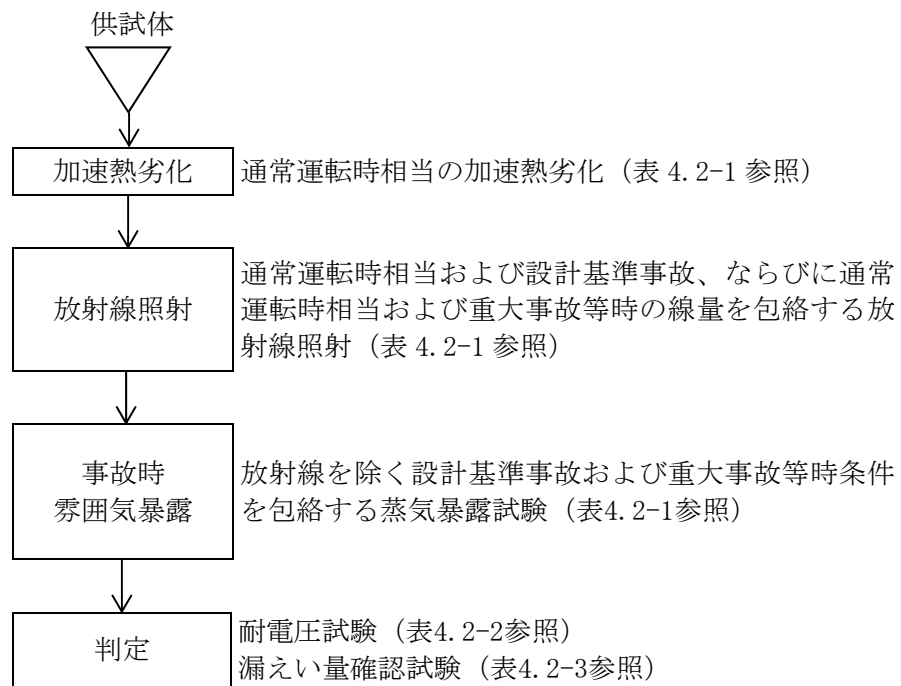 供試体
加速熱劣化
通常運転時相当の加速熱劣化（表 4.2-1 参照）
放射線照射
通常運転時相当および設計基準事故、ならびに通常
運転時相当および重大事故等時の線量を包絡する放
射線照射（表 4.2-1 参照）
事故時
雰囲気暴露
放射線を除く設計基準事故および重大事故等時条件
を包絡する蒸気暴露試験（表4.2-1参照）
判定
耐電圧試験（表4.2-2参照）
漏えい量確認試験（表4.2-3参照）